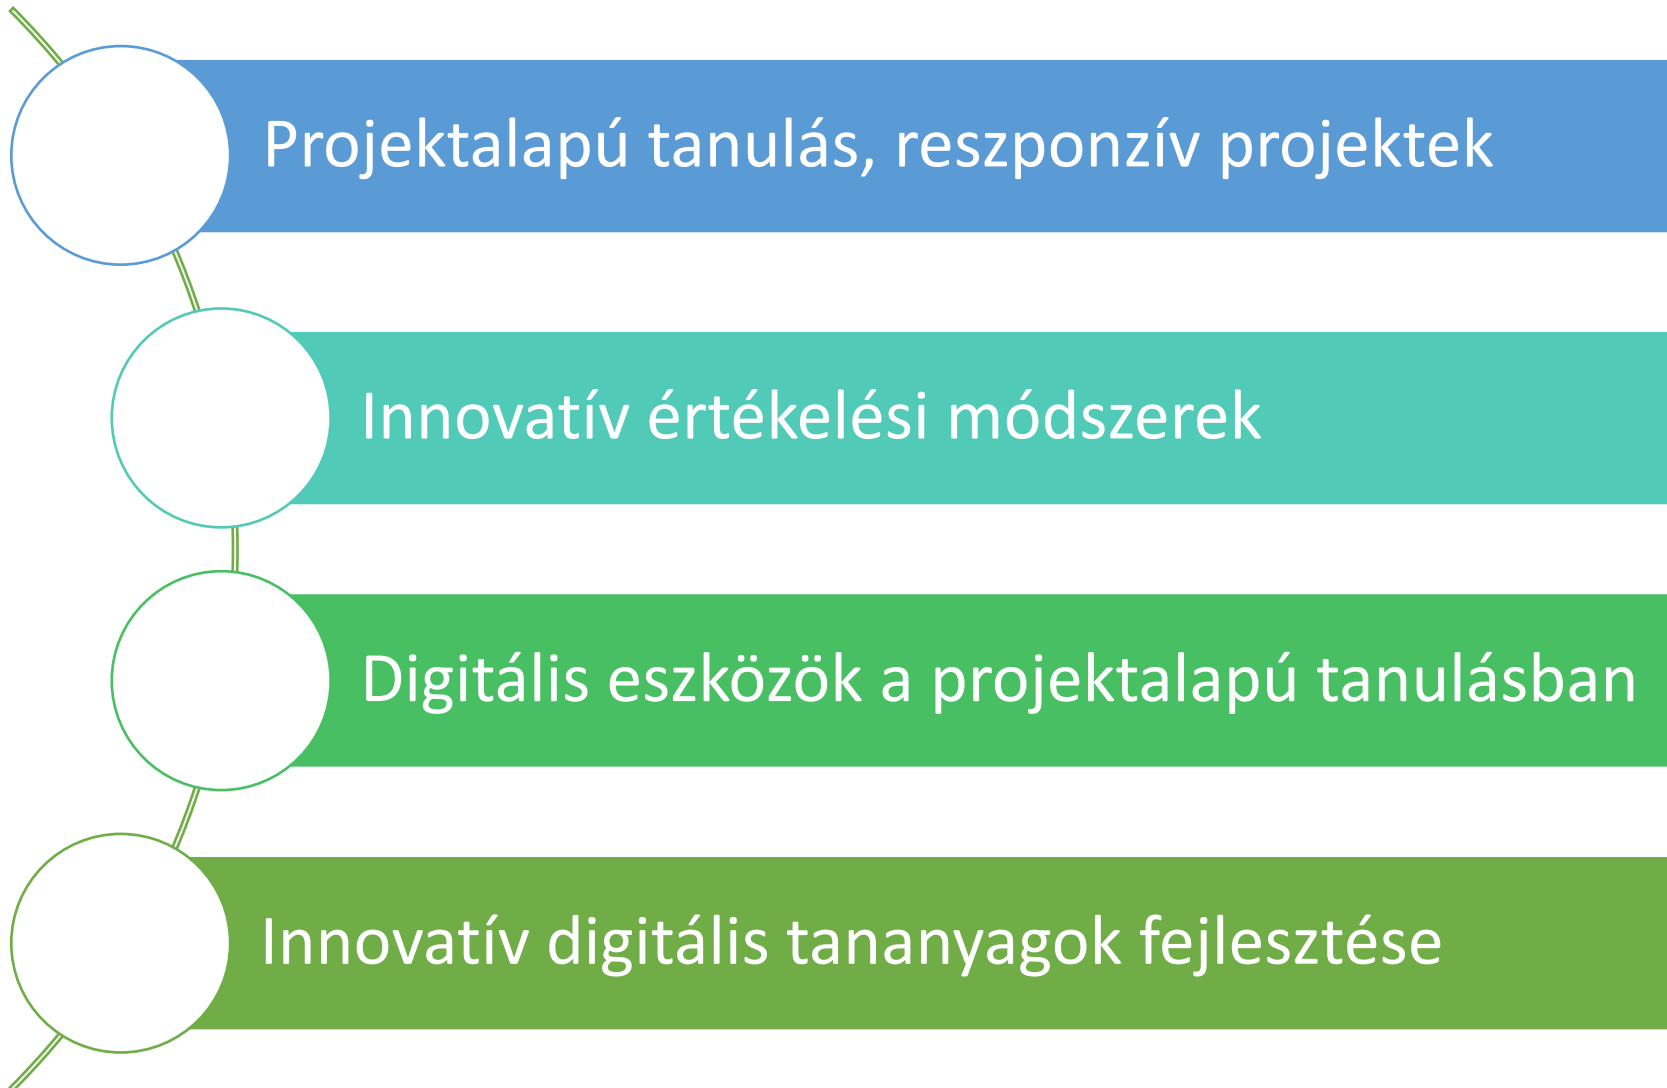 Projektalapú tanulás, reszponzív projektek
Innovatív értékelési módszerek
Digitális eszközök a projektalapú tanulásban
Innovatív digitális tananyagok fejlesztése